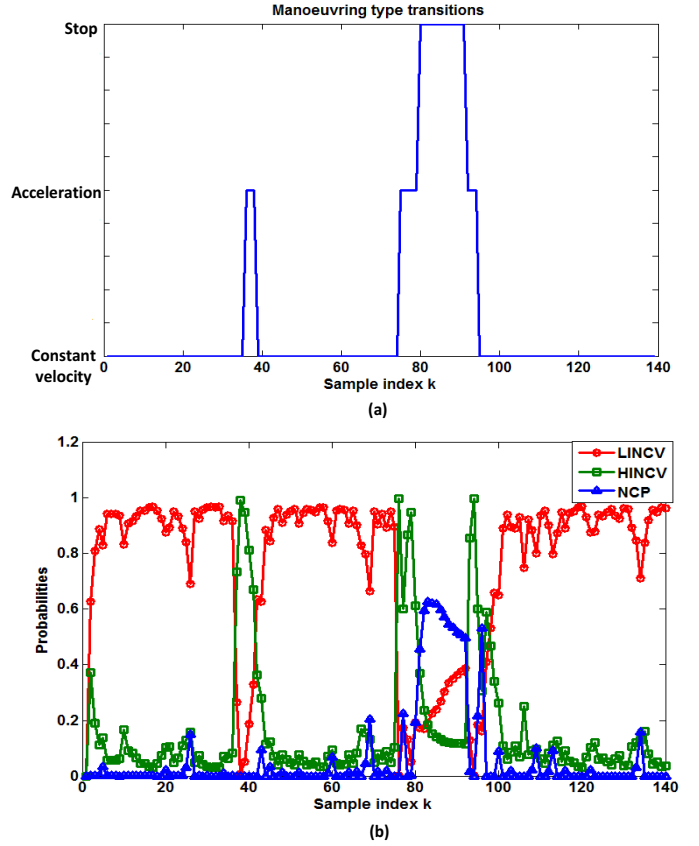 Manoeuvring type transitions
Stop
Acceleration
Constant
velocity
0
20
40
60
80
100
120
140
Sample index k
(a)
1.2
1
0.8
0.6
0.4
0.2
0
Probabilities
LINCV
HINCV
NCP
0
20
40
60
80
100
120
140
Sample index k
(b)